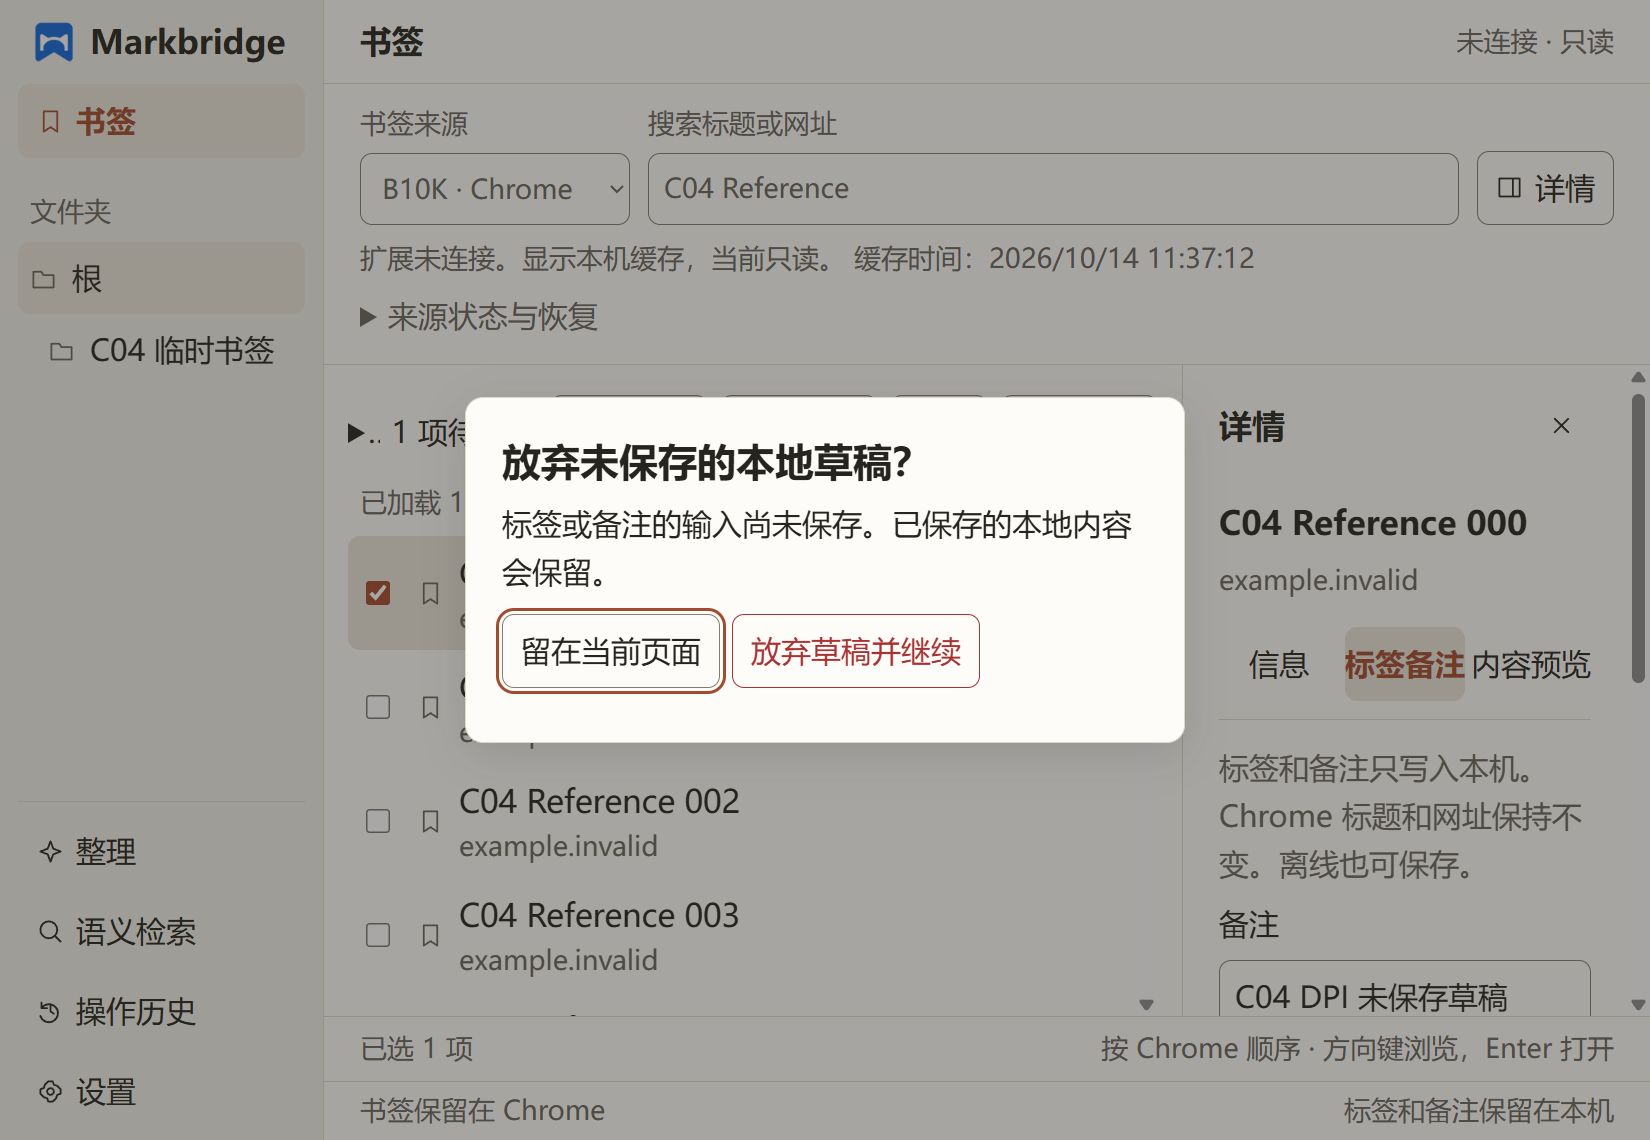 Markbridge
书签
文件夹
根
C04 临时书签
整理
语义检索
操作历史
设置
书签
未连接 · 只读
书签来源
搜索标题或网址
B10K · Chrome
C04 Reference
详情
扩展未连接。显示本机缓存，当前只读。 缓存时间：2026/10/14 11:37:12
来源状态与恢复
.. 1 项
已加载 1
放弃未保存的本地草稿？
标签或备注的输入尚未保存。已保存的本地内容
会保留。
留在当前页面
放弃草稿并继续
C04 Reference 002
example.invalid
C04 Reference 003
example.invalid
详情
C04 Reference 000
example.invalid
信息
标签备注
内容预览
标签和备注只写入本机。
Chrome 标题和网址保持不
变。离线也可保存。
备注
C04 DPI 未保存草稿
已选 1 项
按 Chrome 顺序 · 方向键浏览，Enter 打开
书签保留在 Chrome
标签和备注保留在本机